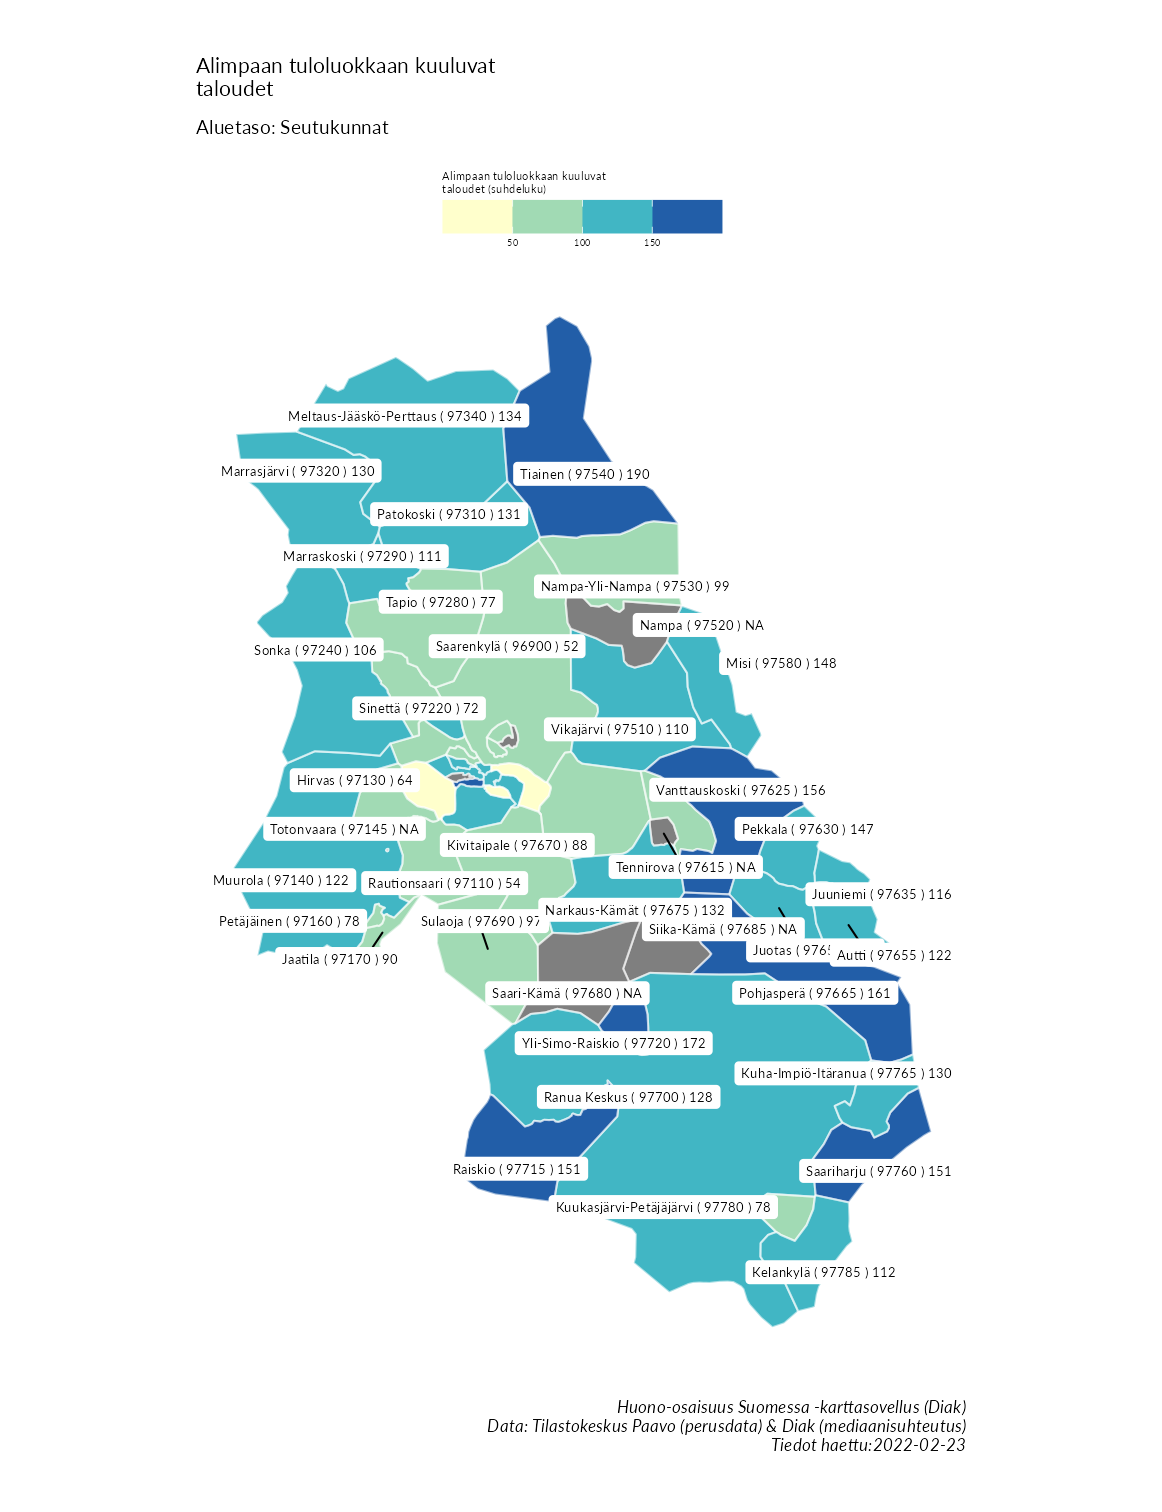 Alimpaan tuloluokkaan kuuluvat
taloudet
Aluetaso: Seutukunnat
Alimpaan tuloluokkaan kuuluvat
taloudet (suhdeluku)
50 100 150
Meltaus-Jääskö-Perttaus ( 97340 ) 134
Marrasjärvi ( 97320 ) 130
Tiainen ( 97540 ) 190
Patokoski ( 97310 ) 131
Marraskoski ( 97290 ) 111
Nampa-Yli-Nampa ( 97530 ) 99
Tapio ( 97280 ) 77
Nampa ( 97520 ) NA
Saarenkylä ( 96900 ) 52
Sonka ( 97240 ) 106
Misi ( 97580 ) 148
Sinettä ( 97220 ) 72
Vikajärvi ( 97510 ) 110
Hirvas ( 97130 ) 64
Vanttauskoski ( 97625 ) 156
Totonvaara ( 97145 ) NA
Pekkala ( 97630 ) 147
Kivitaipale ( 97670 ) 88
Tennirova ( 97615 ) NA
Muurola ( 97140 ) 122
Rautionsaari ( 97110 ) 54
Juuniemi ( 97635 ) 116
Narkaus-Kämät ( 97675 ) 132
Petäjäinen ( 97160 ) 78
Sulaoja ( 97690 ) 97
Siika-Kämä ( 97685 ) NA
Juotas ( 976
Autti ( 97655 ) 122
Jaatila ( 97170 ) 90
Saari-Kämä ( 97680 ) NA
Pohjasperä ( 97665 ) 161
Yli-Simo-Raiskio ( 97720 ) 172
Kuha-Impiö-Itäranua ( 97765 ) 130
Ranua Keskus ( 97700 ) 128
Raiskio ( 97715 ) 151
Saariharju ( 97760 ) 151
Kuukasjärvi-Petäjäjärvi ( 97780 ) 78
Kelankylä ( 97785 ) 112
Huono-osaisuus Suomessa -karttasovellus (Diak)
Data: Tilastokeskus Paavo (perusdata) & Diak (mediaanisuhteutus)
Tiedot haettu:2022-02-23